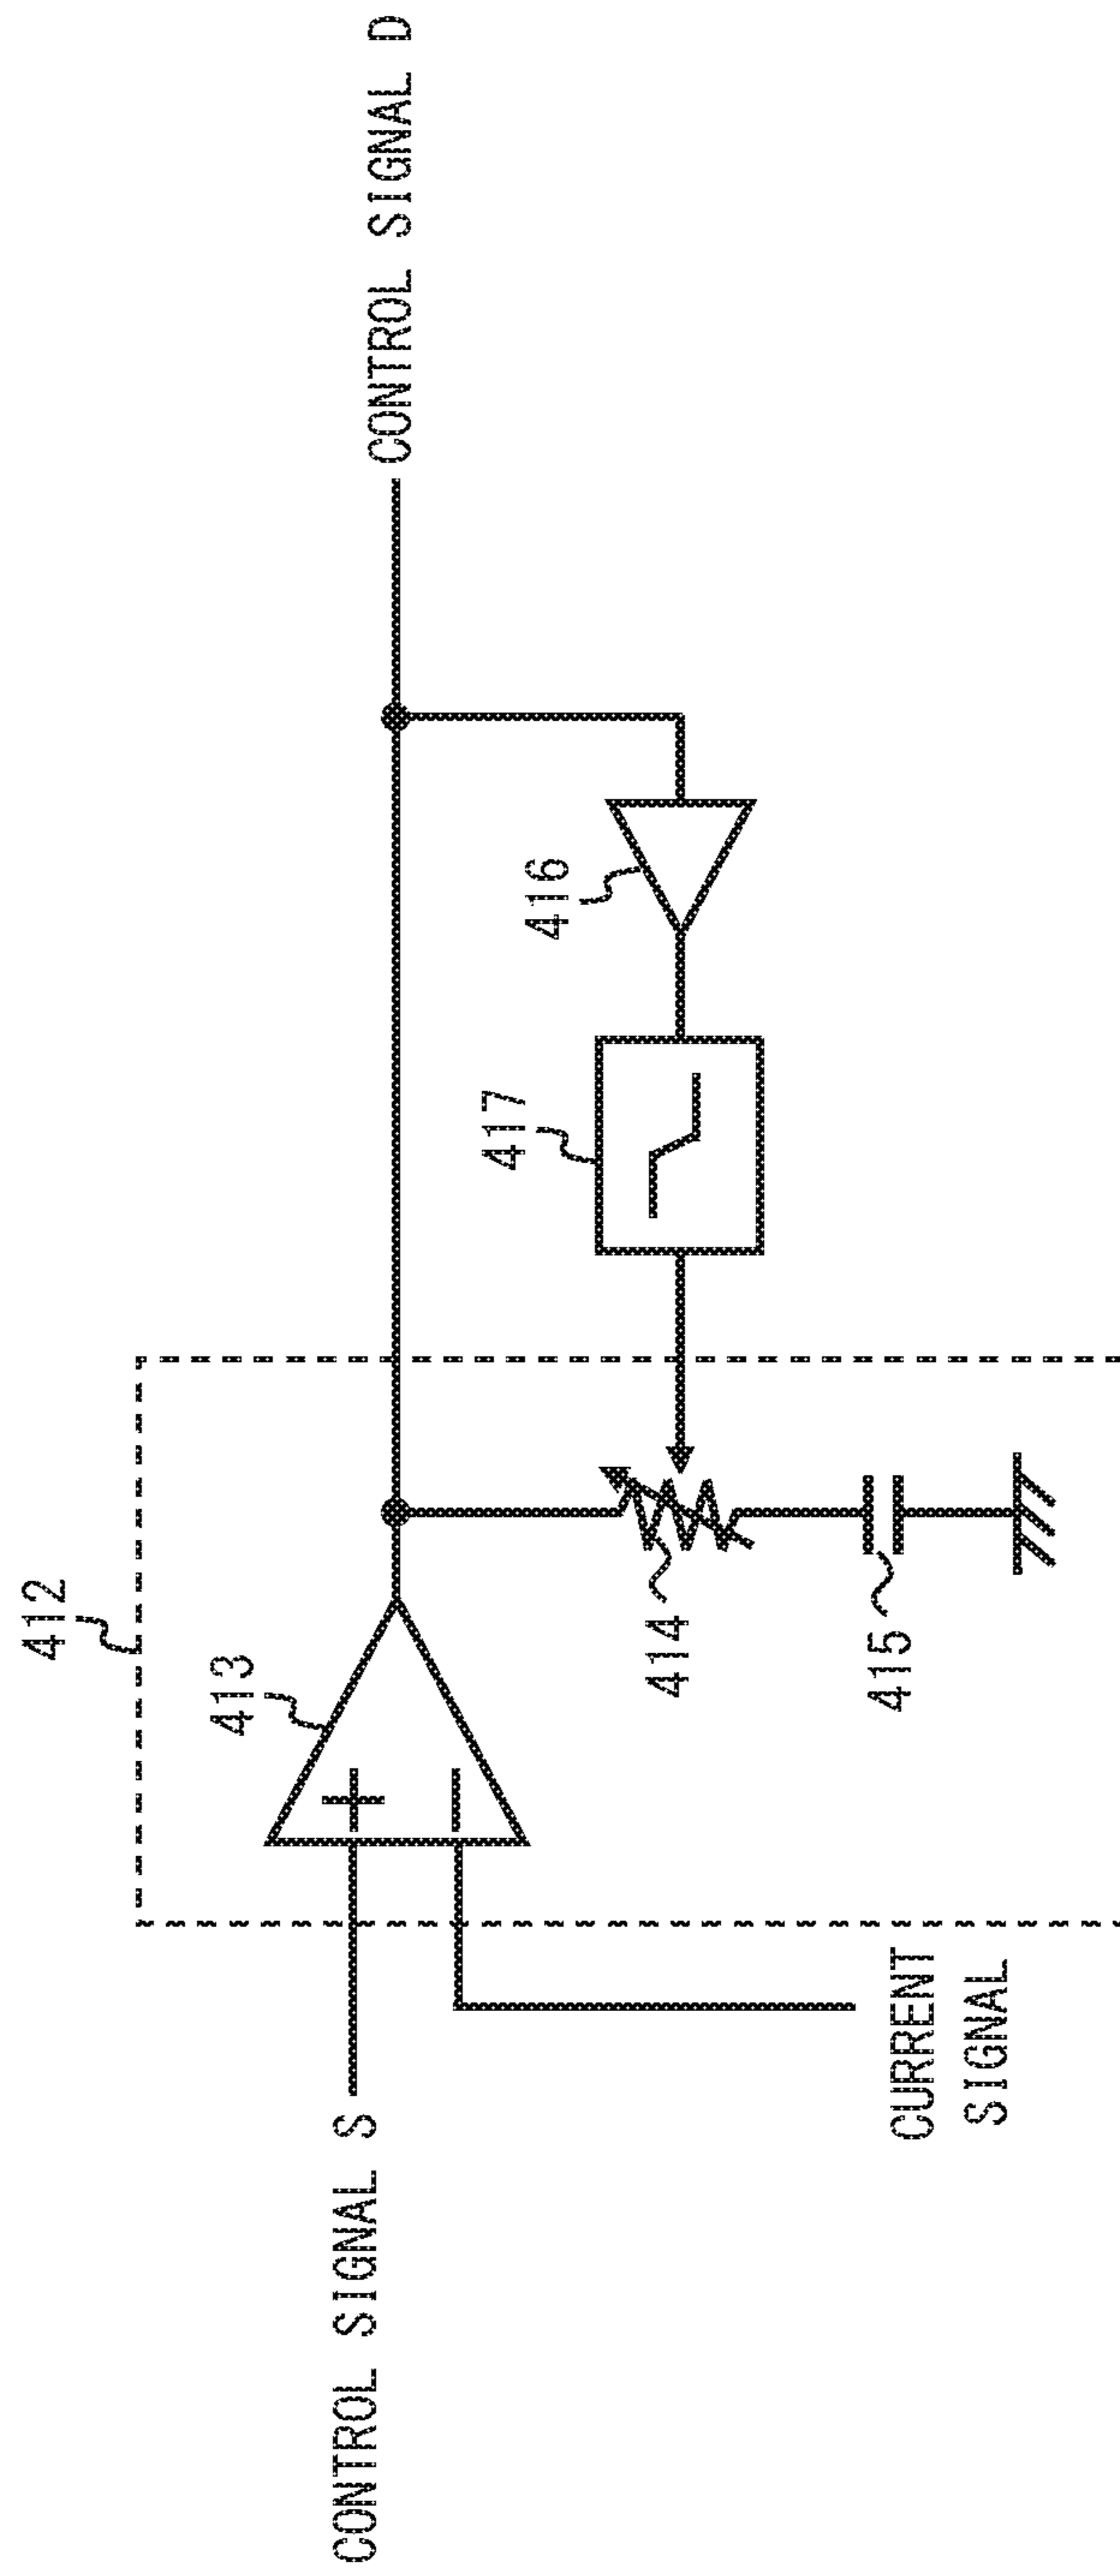 412
413
CONTROL SIGNAL S
CONTROL SIGNAL D
417
416
414
415
CURRENT
SIGNAL
+
−